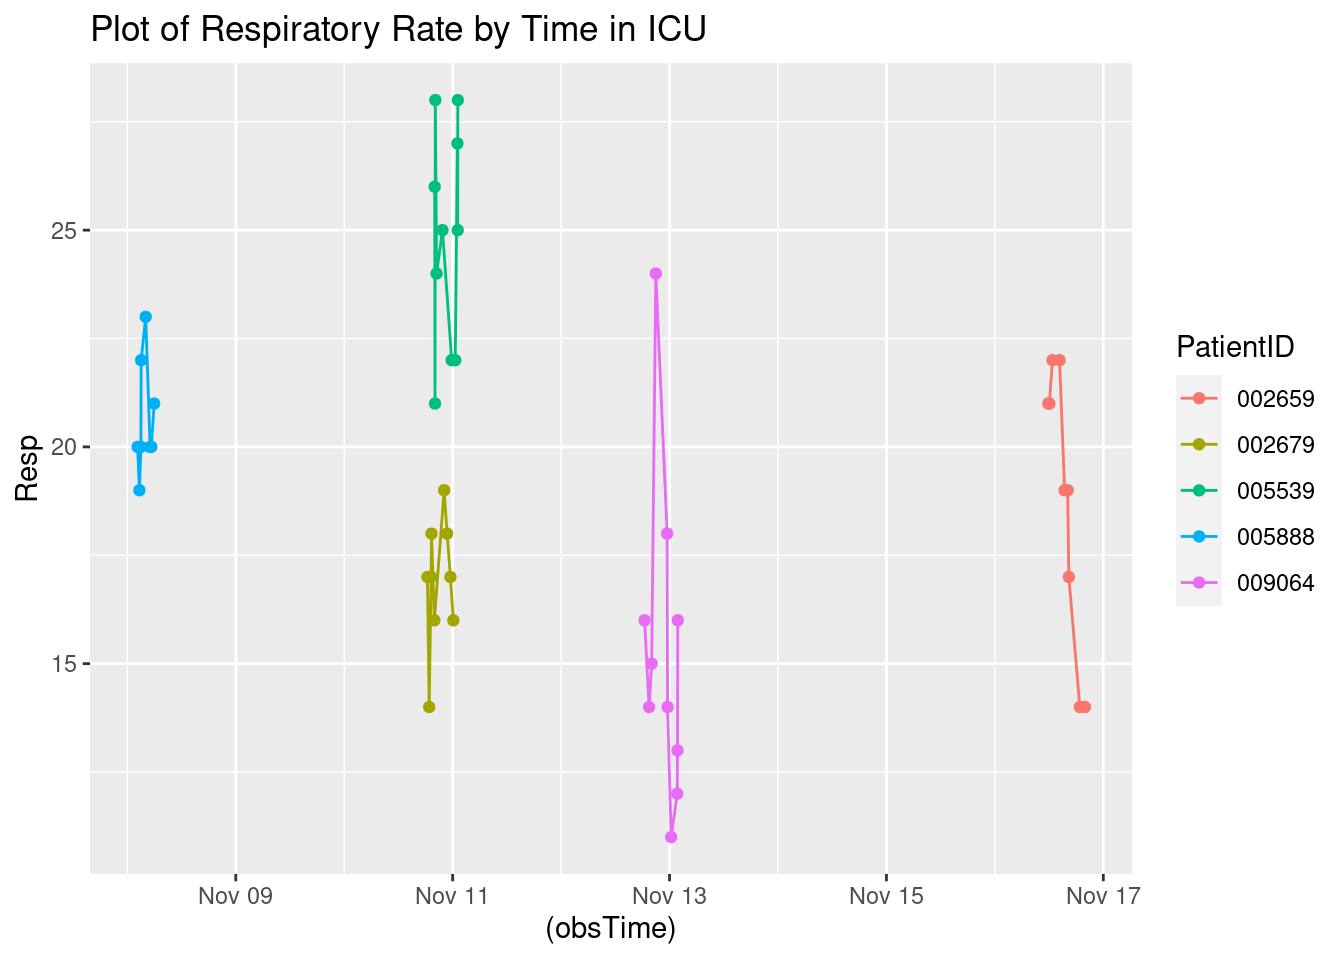 Plot of Respiratory Rate by Time in ICU
25
20
15
Resp
Nov 09
Nov 11
Nov 13
Nov 15
Nov 17
(obsTime)
PatientID
002659
002679
005539
005888
009064